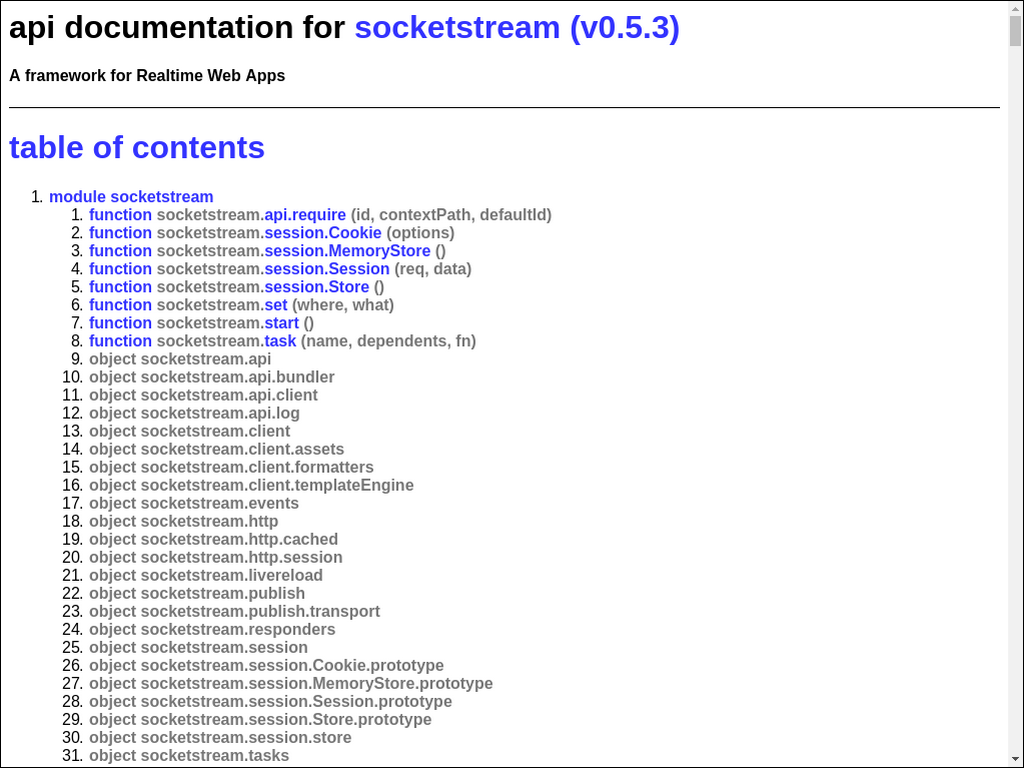 api documentation for socketstream (v0.5.3)
A framework for Realtime Web Apps
table of contents
1. module socketstream
1. function socketstream.api.require (id, contextPath, defaultId)
2. function socketstream.session.Cookie (options)
3. function socketstream.session.MemoryStore ()
4. function socketstream.session.Session (req, data)
5. function socketstream.session.Store ()
6. function socketstream.set (where, what)
7. function socketstream.start ()
8. function socketstream.task (name, dependents, fn)
9. object socketstream.api
10. object socketstream.api.bundler
11. object socketstream.api.client
12. object socketstream.api.log
13. object socketstream.client
14. object socketstream.client.assets
15. object socketstream.client.formatters
16. object socketstream.client.templateEngine
17. object socketstream.events
18. object socketstream.http
19. object socketstream.http.cached
20. object socketstream.http.session
21. object socketstream.livereload
22. object socketstream.publish
23. object socketstream.publish.transport
24. object socketstream.responders
25. object socketstream.session
26. object socketstream.session.Cookie.prototype
27. object socketstream.session.MemoryStore.prototype
28. object socketstream.session.Session.prototype
29. object socketstream.session.Store.prototype
30. object socketstream.session.store
31. object socketstream.tasks